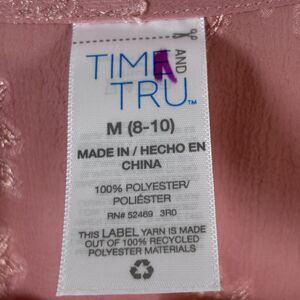 TIME AND
TRU™
M (8-10)
MADE IN / HECHO EN
CHINA
100% POLYESTER/
POLIÉSTER
RN# 52469 3R0
THIS LABEL YARN IS MADE
OUT OF 100% RECYCLED
POLYESTER MATERIALS